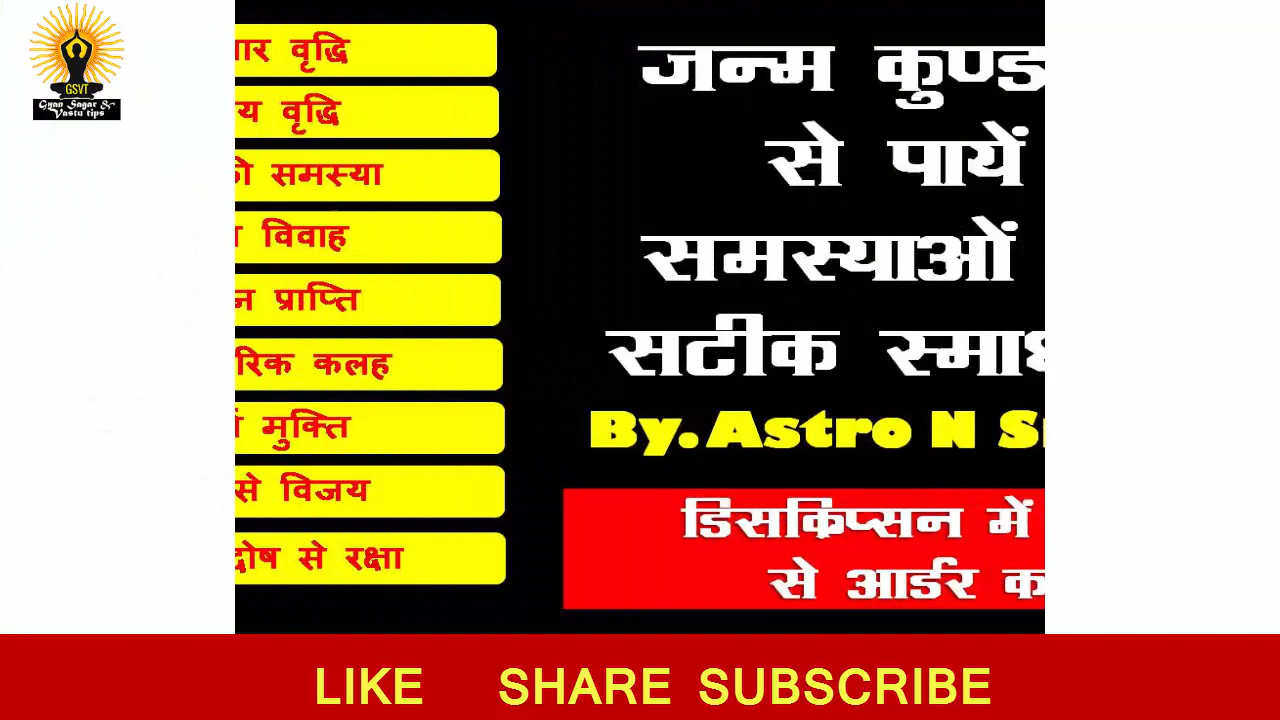 GSVT
Gyan Sagar &
Vastu tips
वृद्धि
वृद्धि
समस्या
विवाह
प्राप्ति
कलह
मुक्ति
से विजय
से रक्षा
जन्म
से पायें
समस्याओं
सटीक
By. Astro N
डिसक्रिप्सन में
से आर्डर
LIKE SHARE SUBSCRIBE